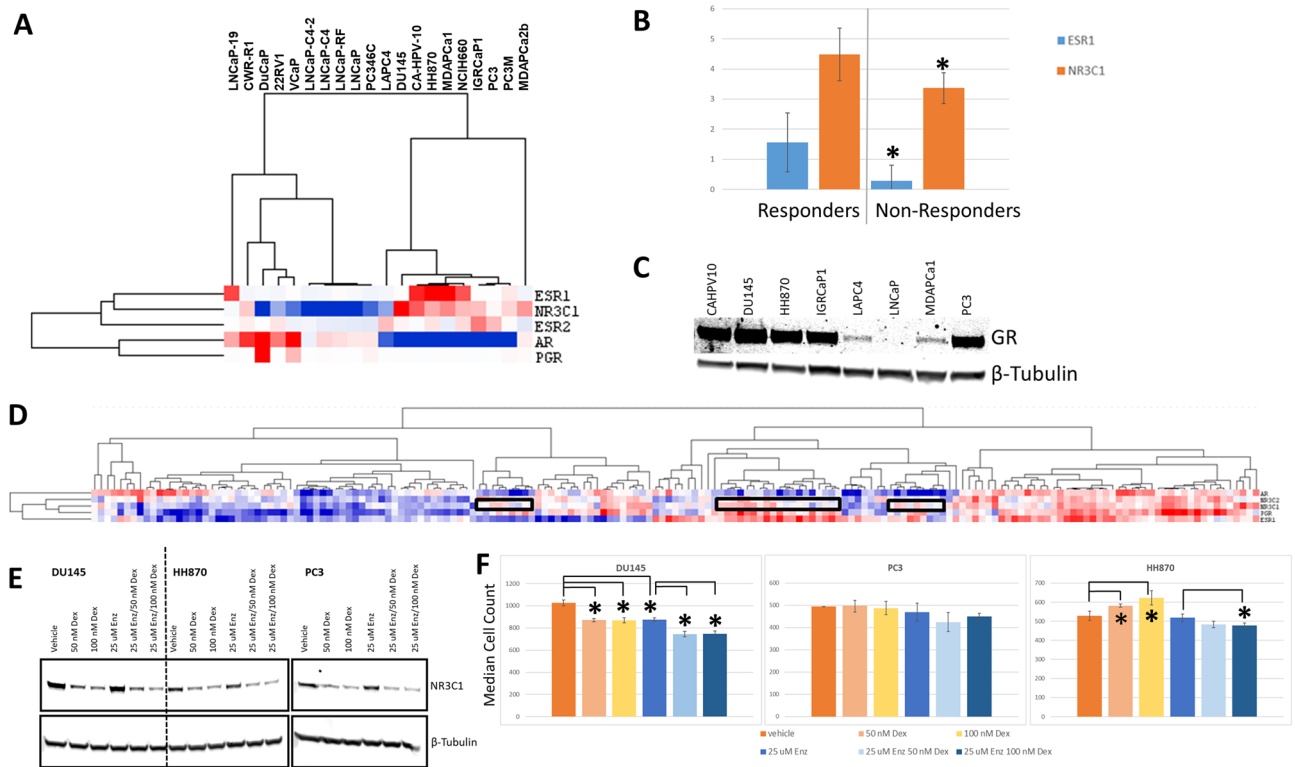 A
LNCaP-19
CWR-R1
DuCaP
22RV1
VCaP
LNCaP-C4-2
LNCaP-C4
LNCaP-RF
LNCaP
PC346C
LAPC4
DU145
CA-HPV-10
HH870
MDAPCa1
NCIH660
IGRCaP1
PC3
PC3M
MDAPCa2b
ESR1
NR3C1
ESR2
AR
PGR
B
6
5
4
3
2
1
0
*
*
Responders
Non-Responders
ESR1
NR3C1
C
CAHPV10
DU145
HH870
IGRCaP1
LAPC4
LNCaP
MDAPCa1
PC3
GR
β-Tubulin
D
AR
NR3C2
NR3C1
PGR
ESR1
E
DU145
HH870
PC3
Vehicle
50 nM Dex
100 nM Dex
25 uM Enz
25 uM Enz/50 nM Dex
25 uM Enz/100 nM Dex
Vehicle
50 nM Dex
100 nM Dex
25 uM Enz
25 uM Enz/50 nM Dex
25 uM Enz/100 nM Dex
Vehicle
50 nM Dex
100 nM Dex
25 uM Enz
25 uM Enz/50 nM Dex
25 uM Enz/100 nM Dex
NR3C1
β-Tubulin
F
Median Cell Count
DU145
1200
1000
800
600
400
200
0
* * * * *
PC3
600
500
400
300
200
100
0
HH870
700
600
500
400
300
200
100
0
* * *
vehicle
50 nM Dex
100 nM Dex
25 uM Enz
25 uM Enz 50 nM Dex
25 uM Enz 100 nM Dex